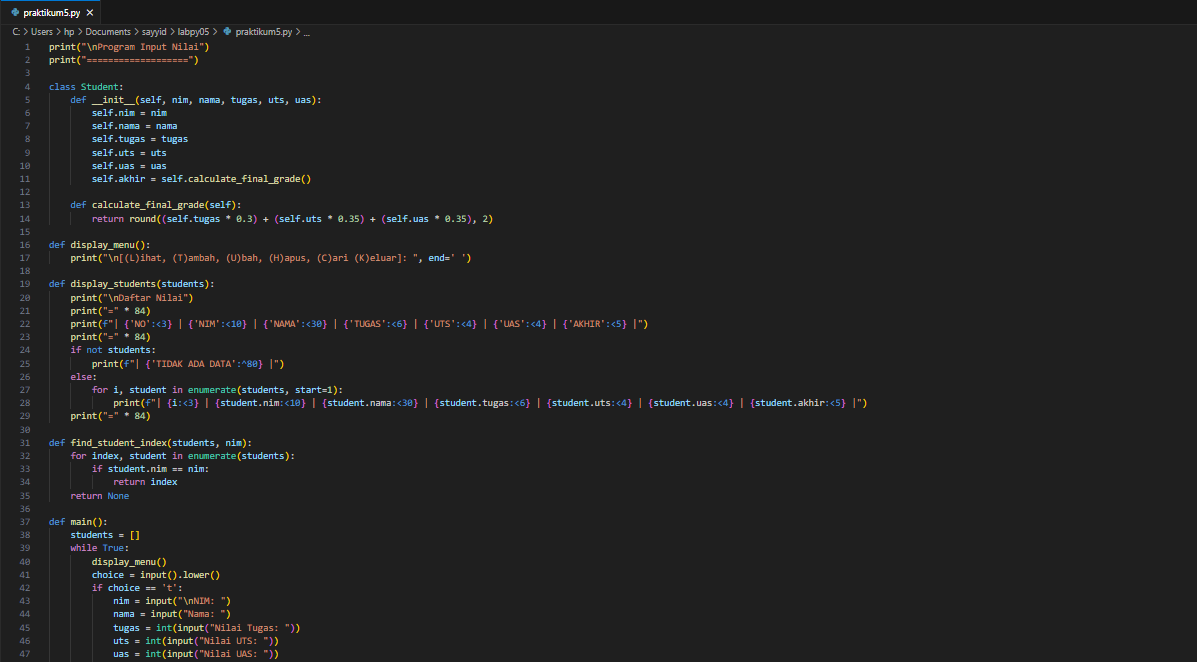 praktikum5.py ×
C: > Users > hp > Documents > sayyid > labpy05 > praktikum5.py > ...
1 print("\nProgram Input Nilai")
2 print("===================")
3
4 class Student:
5     def __init__(self, nim, nama, tugas, uts, uas):
6         self.nim = nim
7         self.nama = nama
8         self.tugas = tugas
9         self.uts = uts
10         self.uas = uas
11         self.akhir = self.calculate_final_grade()
12
13     def calculate_final_grade(self):
14         return round((self.tugas * 0.3) + (self.uts * 0.35) + (self.uas * 0.35), 2)
15
16 def display_menu():
17     print("\n[(L)ihat, (T)ambah, (U)bah, (H)apus, (C)ari (K)eluar]: ", end=' ')
18
19 def display_students(students):
20     print("\nDaftar Nilai")
21     print("=" * 84)
22     print(f"| {'NO':<3} | {'NIM':<10} | {'NAMA':<30} | {'TUGAS':<6} | {'UTS':<4} | {'UAS':<4} | {'AKHIR':<5} |")
23     print("=" * 84)
24     if not students:
25         print(f"| {'TIDAK ADA DATA':^80} |")
26     else:
27         for i, student in enumerate(students, start=1):
28             print(f"| {i:<3} | {student.nim:<10} | {student.nama:<30} | {student.tugas:<6} | {student.uts:<4} | {student.uas:<4} | {student.akhir:<5} |")
29     print("=" * 84)
30
31 def find_student_index(students, nim):
32     for index, student in enumerate(students):
33         if student.nim == nim:
34             return index
35     return None
36
37 def main():
38     students = []
39     while True:
40         display_menu()
41         choice = input().lower()
42         if choice == 't':
43             nim = input("\nNIM: ")
44             nama = input("Nama: ")
45             tugas = int(input("Nilai Tugas: "))
46             uts = int(input("Nilai UTS: "))
47             uas = int(input("Nilai UAS: "))